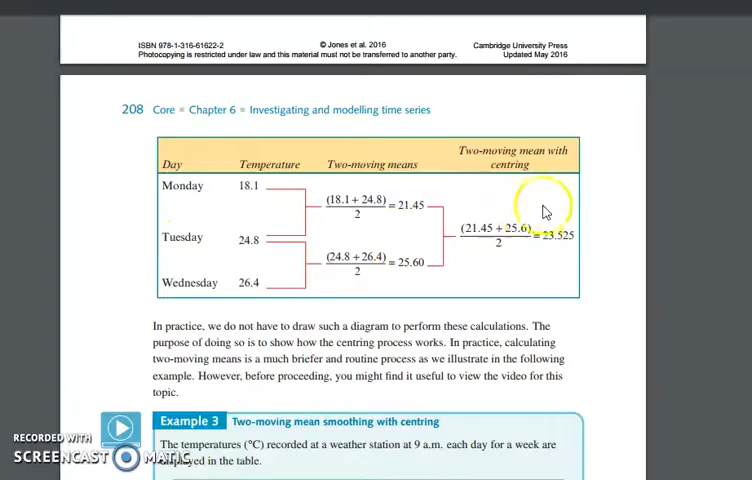 ISBN 978-1-316-61622-2 © Jones et al. 2016 Cambridge University Press
Photocopying is restricted under law and this material must not be transferred to another party. Updated May 2016
208 Core Chapter 6 Investigating and modelling time series
Two-moving mean with
Day Temperature Two-moving means centring
Monday 18.1
(18.1 + 24.8)
2 = 21.45
Tuesday 24.8
(21.45 + 25.6)
2 = 23.525
(24.8 + 26.4)
2 = 25.60
Wednesday 26.4
In practice, we do not have to draw such a diagram to perform these calculations. The
purpose of doing so is to show how the centring process works. In practice, calculating
two-moving means is a much briefer and routine process as we illustrate in the following
example. However, before proceeding, you might find it useful to view the video for this
topic.
Example 3 Two-moving mean smoothing with centring
The temperatures (°C) recorded at a weather station at 9 a.m. each day for a week are
displayed in the table.
RECORDED WITH
SCREENCAST MATIC